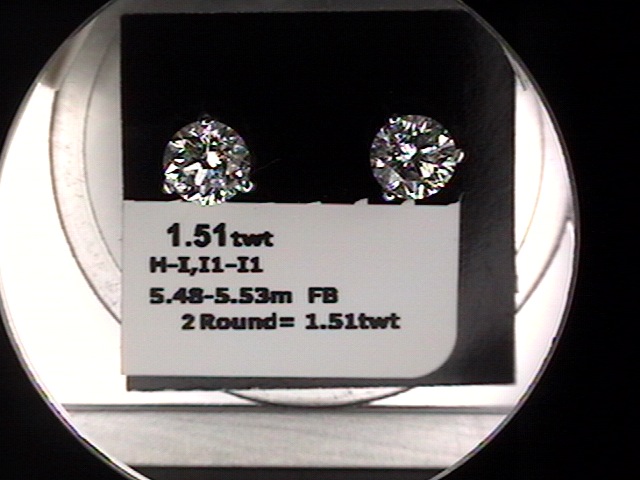 1.51twt
H-I,I1-I1
5.48-5.53m FB
2 Round= 1.51twt